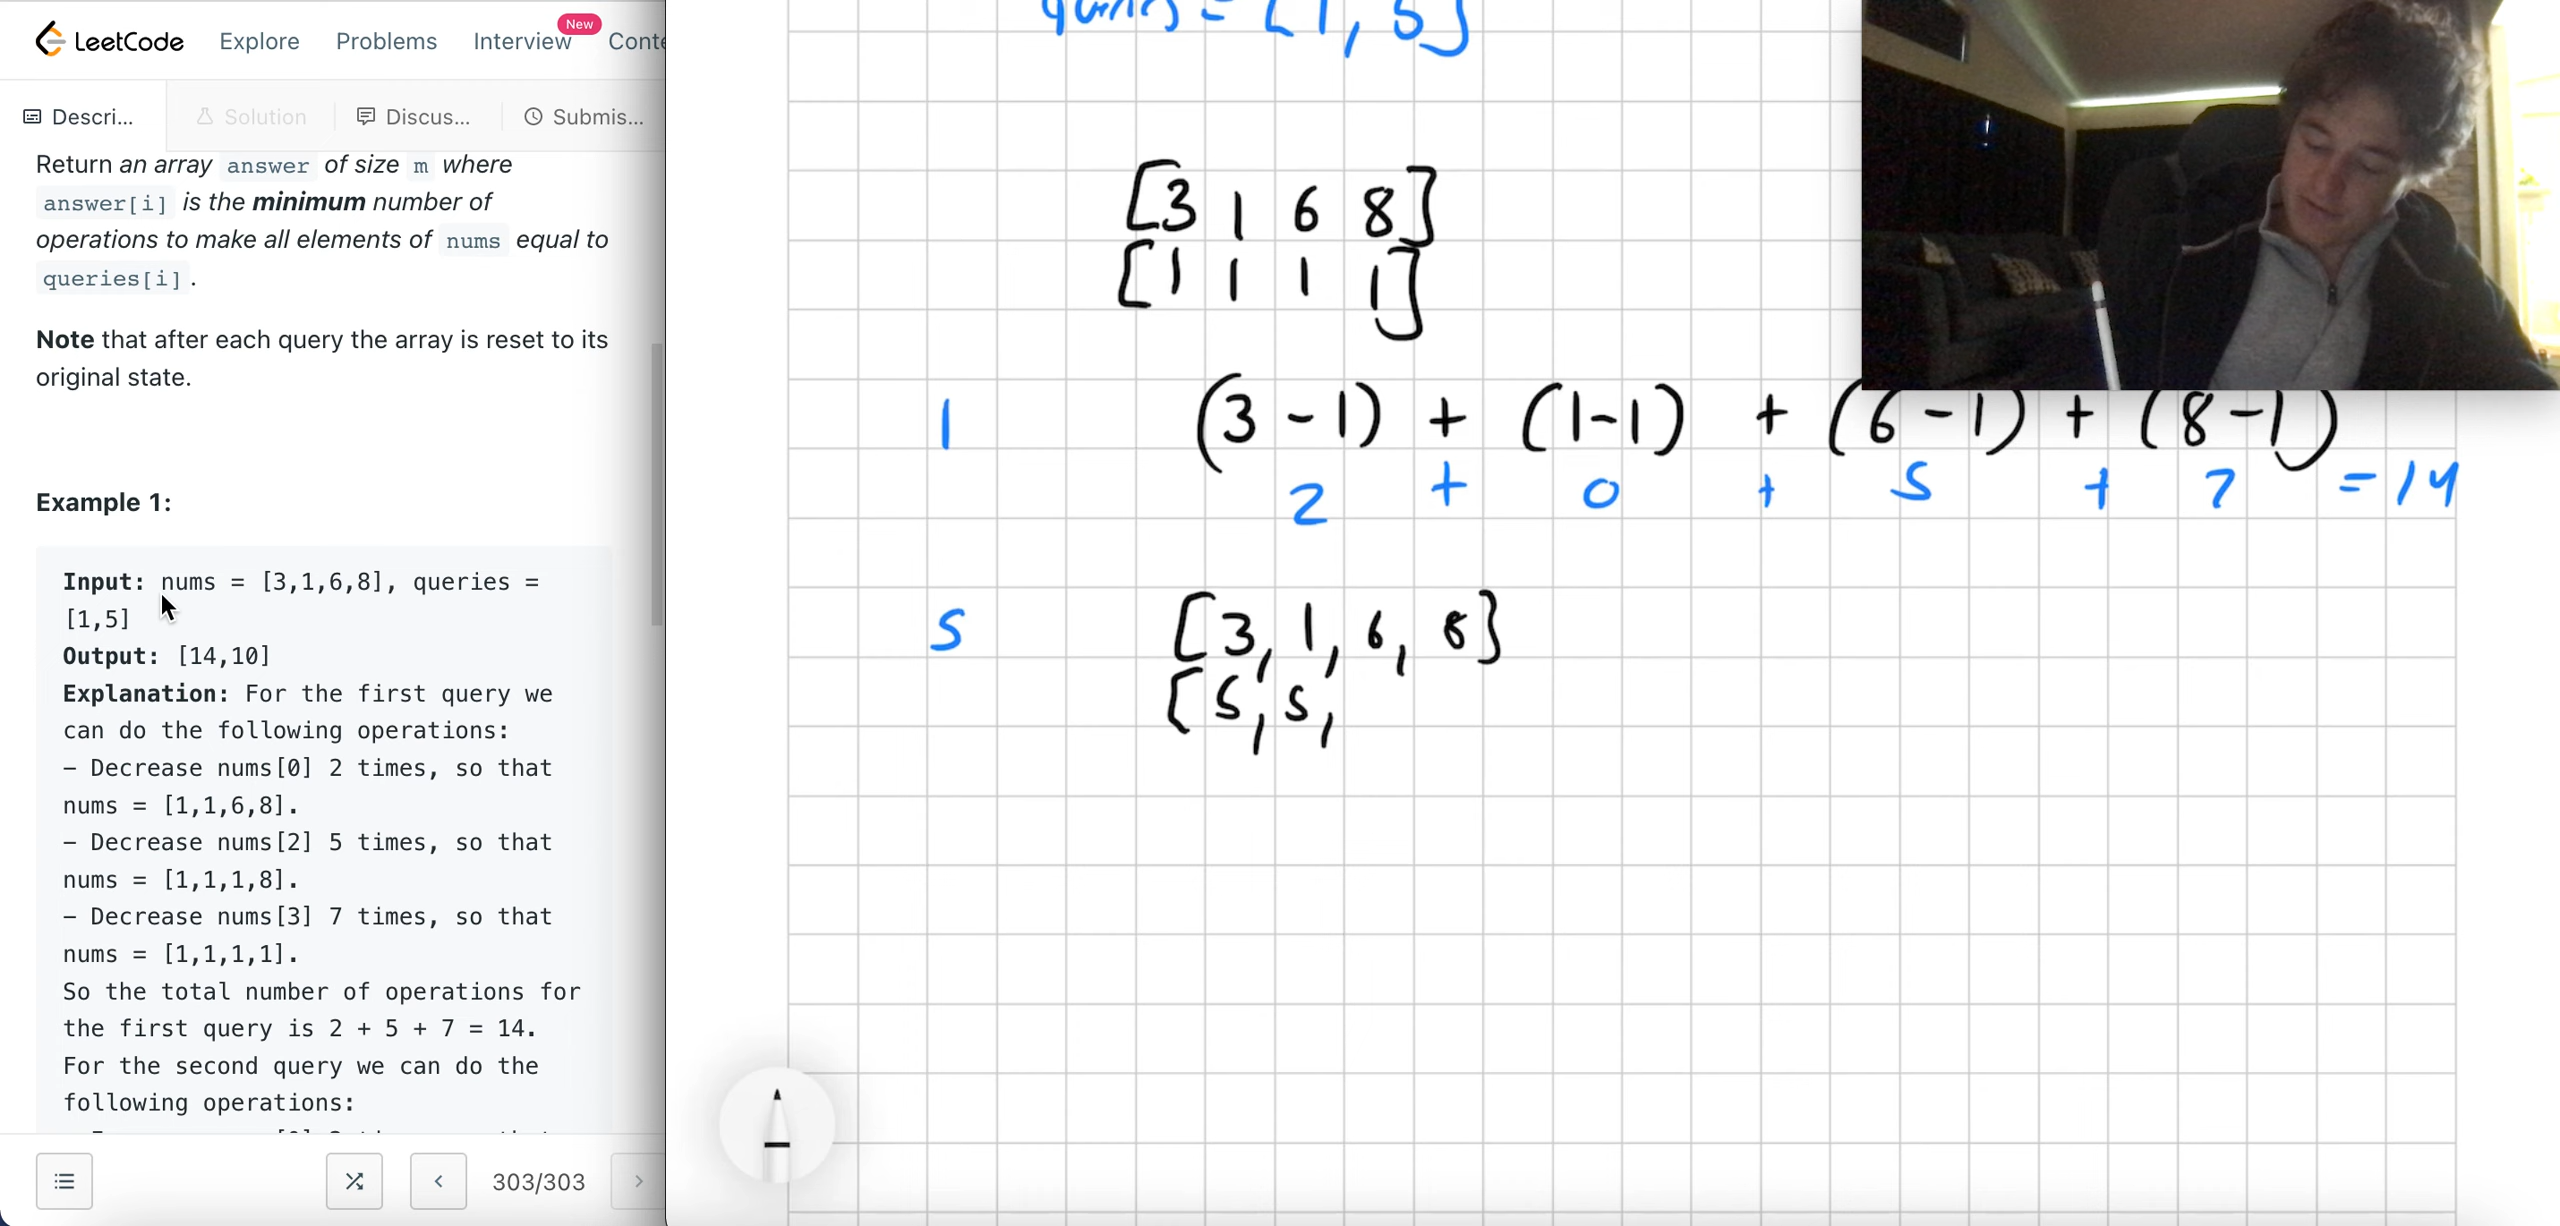 LeetCode Explore Problems Interview New Conte
Descri... Solution Discus... Submis...
Return an array answer of size m where
answer[i] is the minimum number of
operations to make all elements of nums equal to
queries[i] .
Note that after each query the array is reset to its
original state.
Example 1:
Input: nums = [3,1,6,8], queries =
[1,5]
Output: [14,10]
Explanation: For the first query we
can do the following operations:
- Decrease nums[0] 2 times, so that
nums = [1,1,6,8].
- Decrease nums[2] 5 times, so that
nums = [1,1,1,8].
- Decrease nums[3] 7 times, so that
nums = [1,1,1,1].
So the total number of operations for
the first query is 2 + 5 + 7 = 14.
For the second query we can do the
following operations:
303/303
= [1, 5]
[3 1 6 8]
[1 1 1 1]
1 (3 - 1) + (1-1) + (6 - 1) + (8-1)
2 + 0 + 5 + 7 = 14
5 [3, 1, 6, 8]
[5, 5,